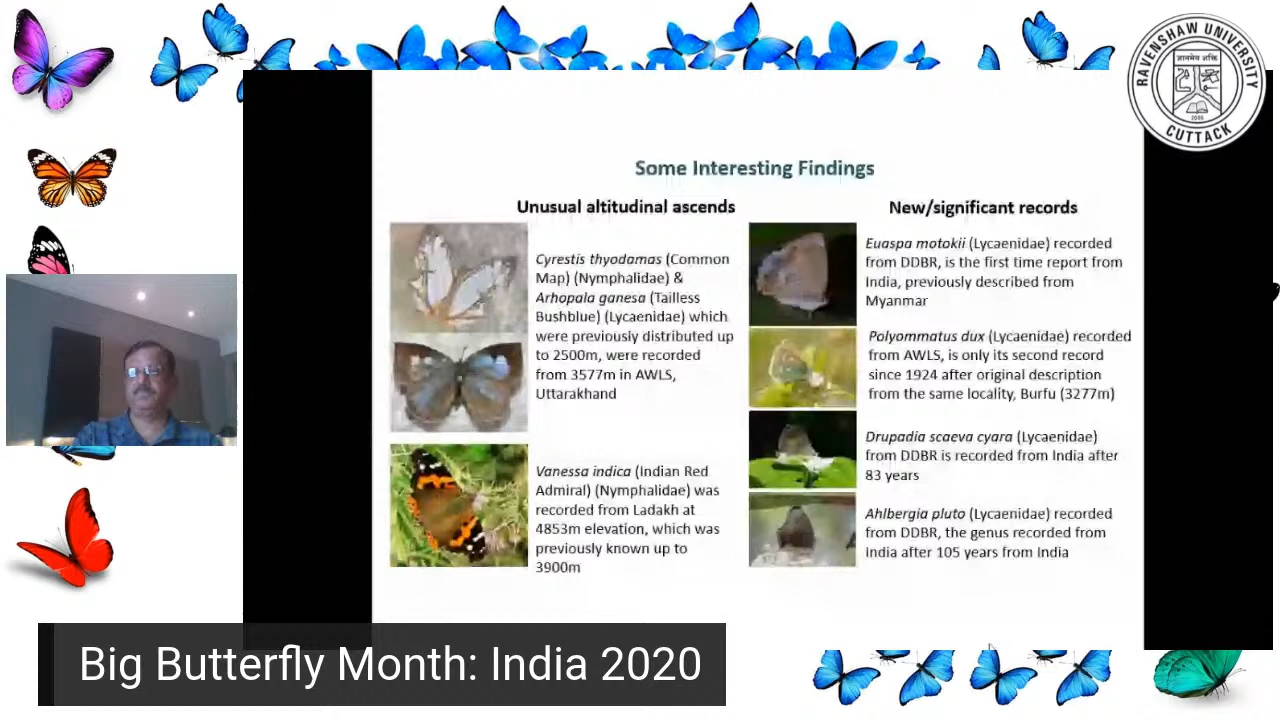 RAVENSHAW UNIVERSITY
CUTTACK
Some Interesting Findings
Unusual altitudinal ascends
Cyrestis thyodamas (Common
Map) (Nymphalidae) &
Arhopala ganesa (Tailless
Bushblue) (Lycaenidae) which
were previously distributed up
to 2500m, were recorded
from 3577m in AWLS,
Uttarakhand
Vanessa indica (Indian Red
Admiral) (Nymphalidae) was
recorded from Ladakh at
4853m elevation, which was
previously known up to
3900m
New/significant records
Euaspa motokii (Lycaenidae) recorded
from DDBR, is the first time report from
India, previously described from
Myanmar
Polyommatus dux (Lycaenidae) recorded
from AWLS, is only its second record
since 1924 after original description
from the same locality, Burfu (3277m)
Drupadia scaeva cyara (Lycaenidae)
from DDBR is recorded from India after
83 years
Ahlbergia pluto (Lycaenidae) recorded
from DDBR, the genus recorded from
India after 105 years from India
Big Butterfly Month: India 2020